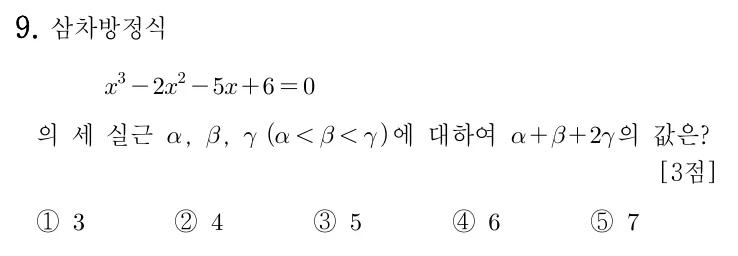 9. 삼차방정식
x³－2x²－5x＋6＝0
의 세 실근 α, β, γ (α＜β＜γ)에 대하여 α＋β＋2γ의 값은?
[3점]
① 3 ② 4 ③ 5 ④ 6 ⑤ 7